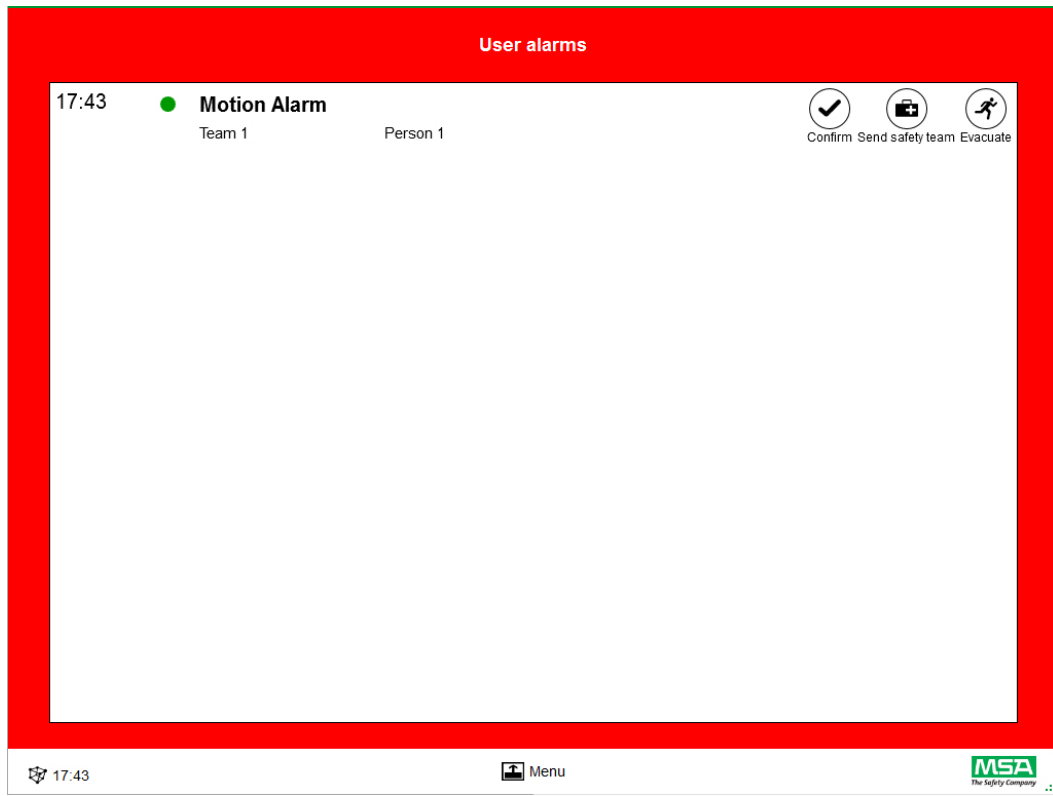 User alarms
17:43 Motion Alarm
Team 1 Person 1
Confirm Send safety team Evacuate
17:43 Menu
MSA
The Safety Company